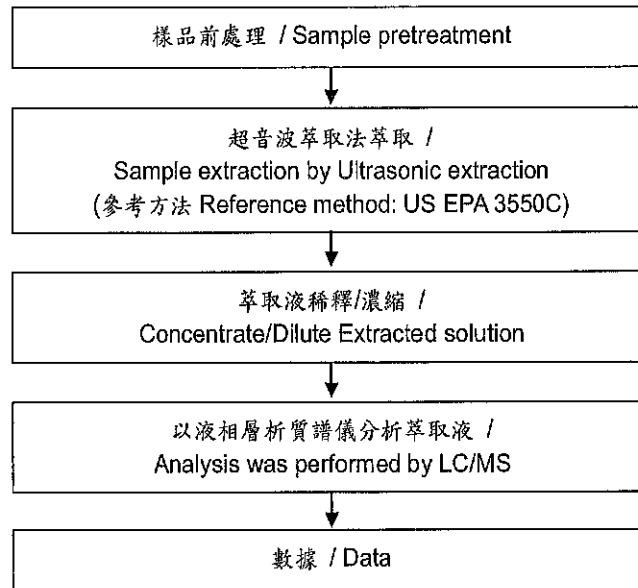 樣品前處理 / Sample pretreatment
超音波萃取法萃取 /
Sample extraction by Ultrasonic extraction
(參考方法 Reference method: US EPA 3550C)
萃取液稀釋/濃縮 /
Concentrate/Dilute Extracted solution
以液相層析質譜儀分析萃取液 /
Analysis was performed by LC/MS
數據 / Data